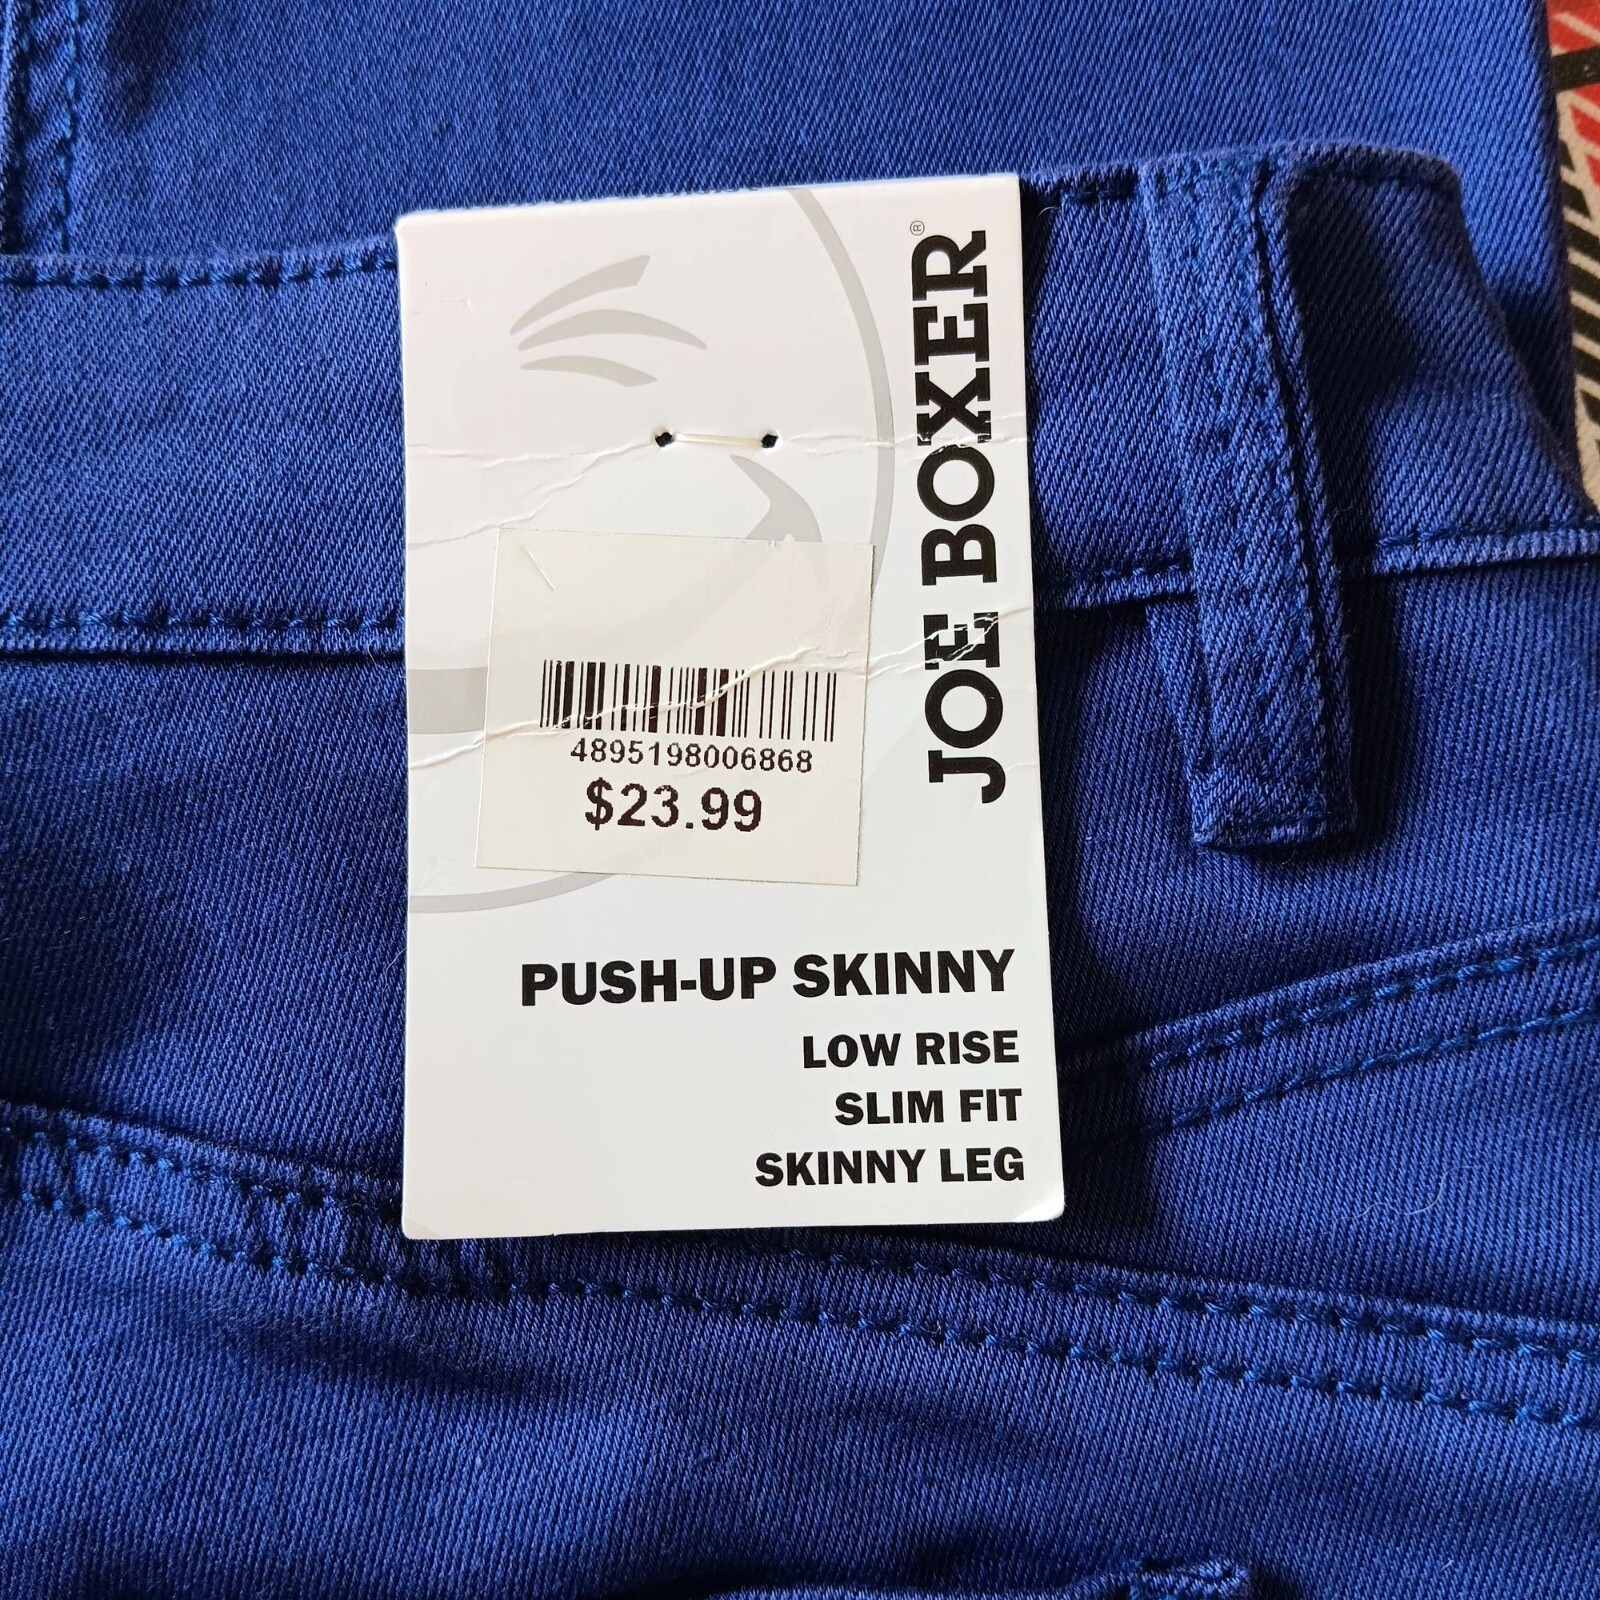 JOE BOXER®
4895198006868
$23.99
PUSH-UP SKINNY
LOW RISE
SLIM FIT
SKINNY LEG